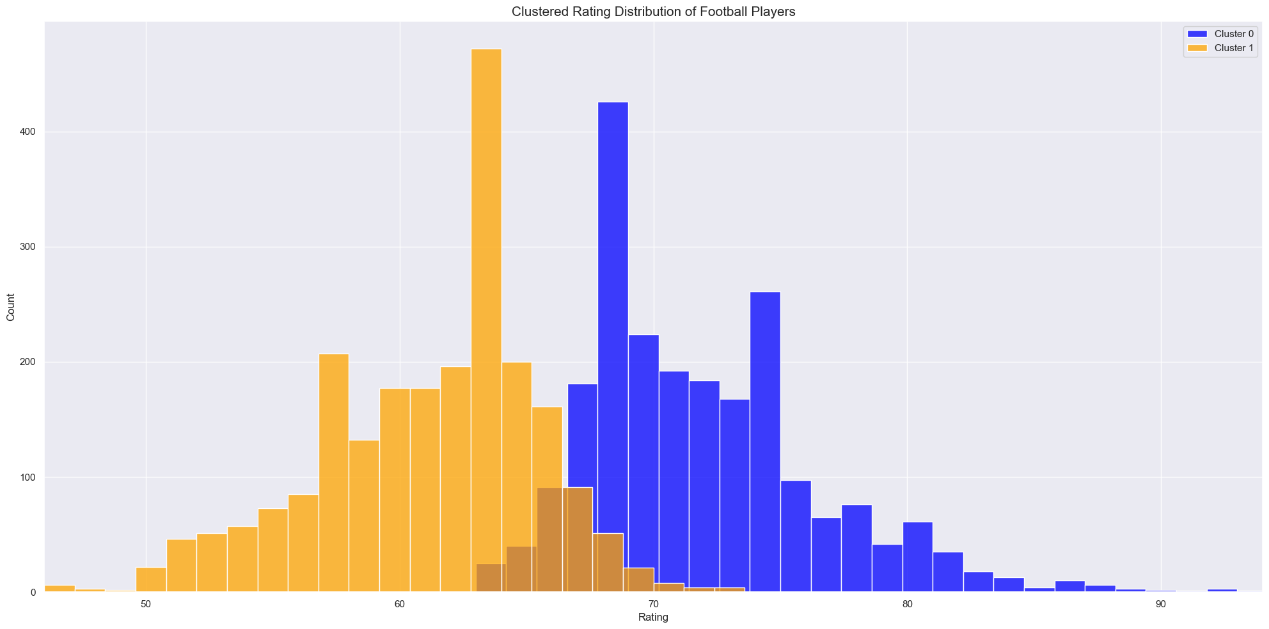 Clustered Rating Distribution of Football Players
Cluster 0
Cluster 1
400
300
200
100
0
Count
50
60
70
80
90
Rating